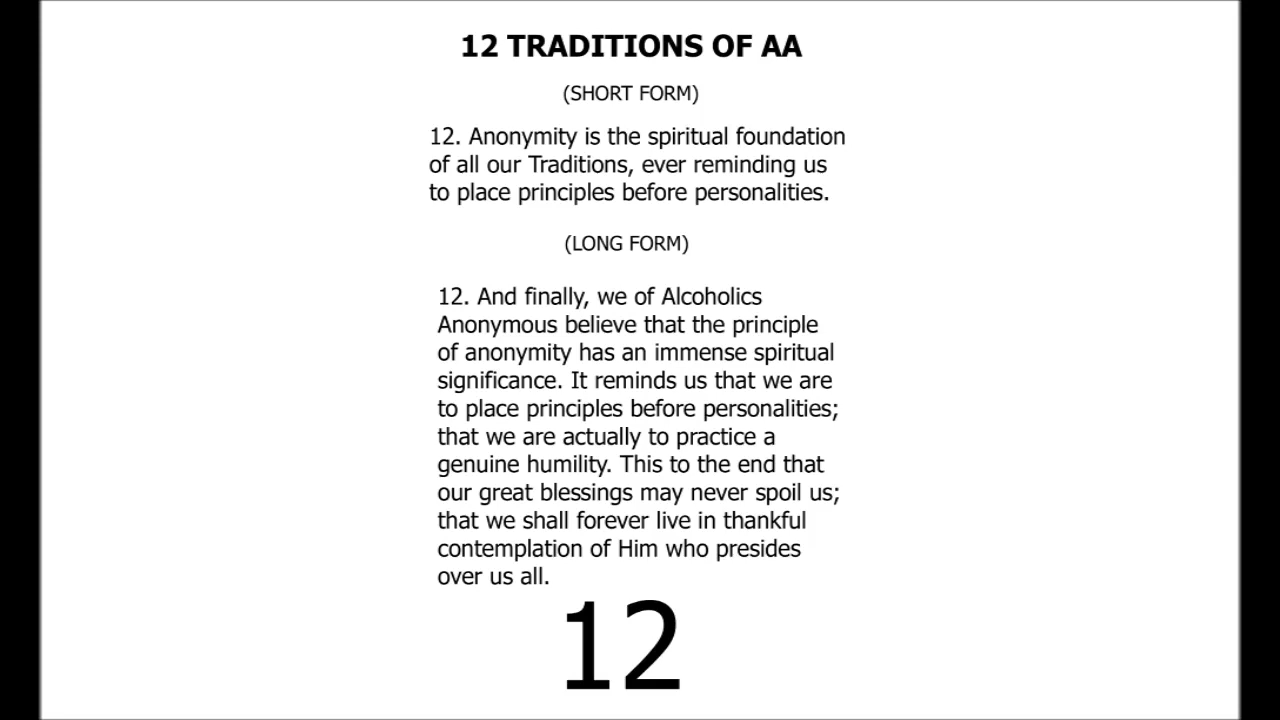 12 TRADITIONS OF AA
(SHORT FORM)
12. Anonymity is the spiritual foundation
of all our Traditions, ever reminding us
to place principles before personalities.
(LONG FORM)
12. And finally, we of Alcoholics
Anonymous believe that the principle
of anonymity has an immense spiritual
significance. It reminds us that we are
to place principles before personalities;
that we are actually to practice a
genuine humility. This to the end that
our great blessings may never spoil us;
that we shall forever live in thankful
contemplation of Him who presides
over us all.
12